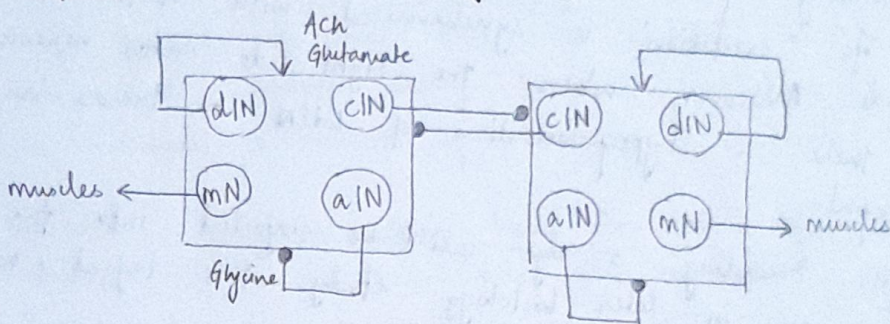 Ach
Glutamate
dIN cIN cIN dIN
muscles mN aIN aIN mN muscles
Glycine